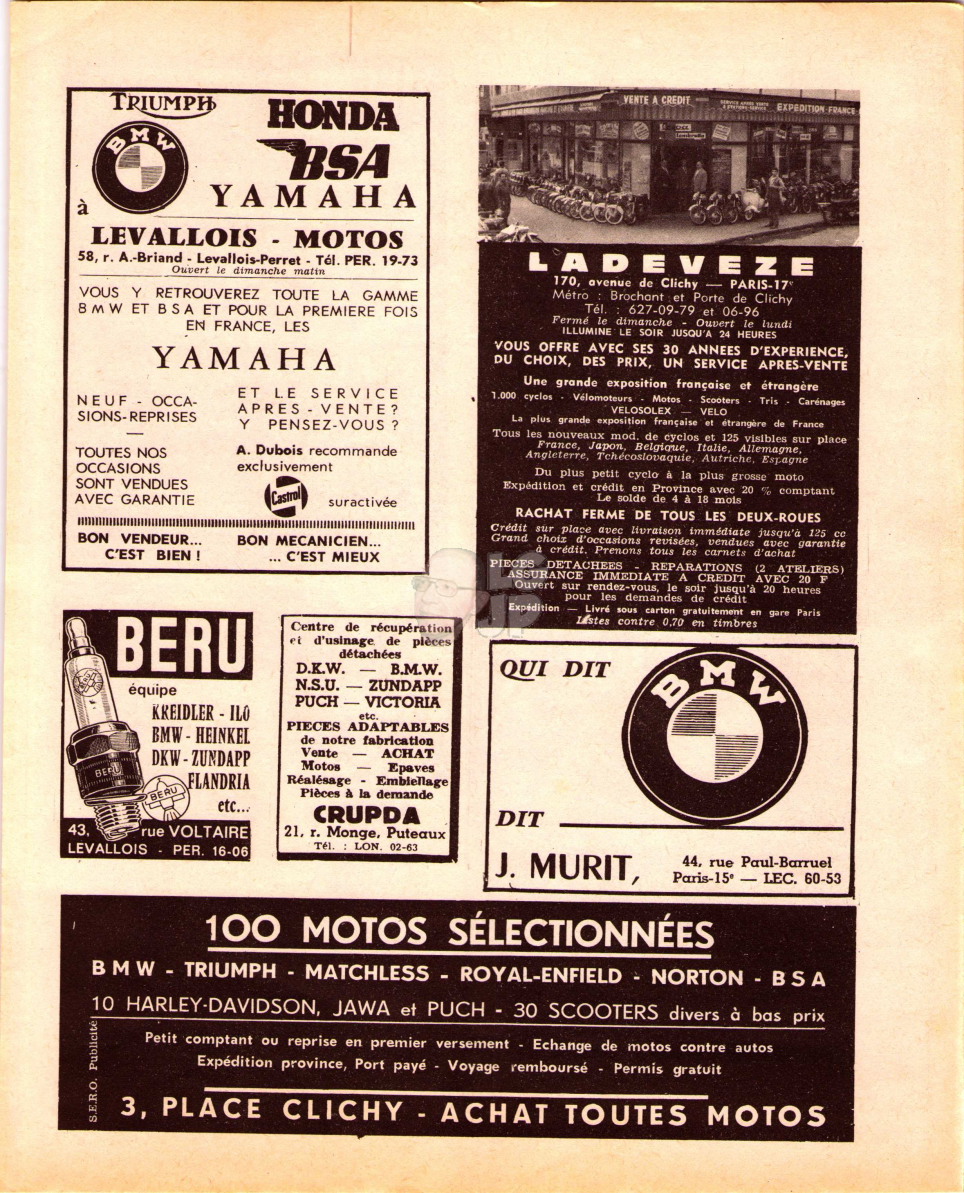 TRIUMPH
HONDA
BMW
BSA
YAMAHA
à
LEVALLOIS - MOTOS
58, r. A.-Briand - Levallois-Perret - Tél. PER. 19-73
Ouvert le dimanche matin
VOUS Y RETROUVEREZ TOUTE LA GAMME
BMW ET BSA ET POUR LA PREMIERE FOIS
EN FRANCE, LES
YAMAHA
NEUF - OCCA-
SIONS-REPRISES
ET LE SERVICE
APRES - VENTE ?
Y PENSEZ-VOUS ?
TOUTES NOS
OCCASIONS
SONT VENDUES
AVEC GARANTIE
A. Dubois recommande
exclusivement
Castrol
suractivée
BON VENDEUR...
C'EST BIEN !
BON MECANICIEN...
... C'EST MIEUX
VENTE A CREDIT
EXPEDITION-FRANCE
LADEVEZE
170, avenue de Clichy — PARIS-17e
Métro : Brochant et Porte de Clichy
Tél. : 627-09-79 et 06-96
Fermé le dimanche - Ouvert le lundi
ILLUMINE LE SOIR JUSQU'A 24 HEURES
VOUS OFFRE AVEC SES 30 ANNEES D'EXPERIENCE,
DU CHOIX, DES PRIX, UN SERVICE APRES-VENTE
Une grande exposition française et étrangère
1.000 cyclos - Vélomoteurs - Motos - Scooters - Tris - Carénages
VELOSOLEX — VELO
La plus grande exposition française et étrangère de France
Tous les nouveaux mod. de cyclos et 125 visibles sur place
France, Japon, Belgique, Italie, Allemagne,
Angleterre, Tchécoslovaquie, Autriche, Espagne
Du plus petit cyclo à la plus grosse moto
Expédition et crédit en Province avec 20 % comptant
Le solde de 4 à 18 mois
RACHAT FERME DE TOUS LES DEUX-ROUES
Crédit sur place avec livraison immédiate jusqu'à 125 cc
Grand choix d'occasions revisées, vendues avec garantie
à crédit. Prenons tous les carnets d'achat
PIECES DETACHEES - REPARATIONS (2 ATELIERS)
ASSURANCE IMMEDIATE A CREDIT AVEC 20 F
Ouvert sur rendez-vous, le soir jusqu'à 20 heures
pour les demandes de crédit
Expédition — Livré sous carton gratuitement en gare Paris
Listes contre 0,70 en timbres
BERU
équipe
KREIDLER - ILO
BMW - HEINKEL
DKW - ZUNDAPP
FLANDRIA
etc...
BERU
BERU
43, rue VOLTAIRE
LEVALLOIS - PER. 16-06
Centre de récupération
et d'usinage de pièces
détachées
D.K.W. — B.M.W.
N.S.U. — ZUNDAPP
PUCH — VICTORIA
etc.
PIECES ADAPTABLES
de notre fabrication
Vente — ACHAT
Motos — Epaves
Réalésage - Embiellage
Pièces à la demande
CRUPDA
21, r. Monge, Puteaux
Tél. : LON. 02-63
QUI DIT
BMW
DIT
J. MURIT,
44, rue Paul-Barruel
Paris-15e — LEC. 60-53
100 MOTOS SÉLECTIONNÉES
BMW - TRIUMPH - MATCHLESS - ROYAL-ENFIELD - NORTON - BSA
10 HARLEY-DAVIDSON, JAWA et PUCH - 30 SCOOTERS divers à bas prix
Petit comptant ou reprise en premier versement - Echange de motos contre autos
Expédition province, Port payé - Voyage remboursé - Permis gratuit
3, PLACE CLICHY - ACHAT TOUTES MOTOS
S.E.R.O. Publicité